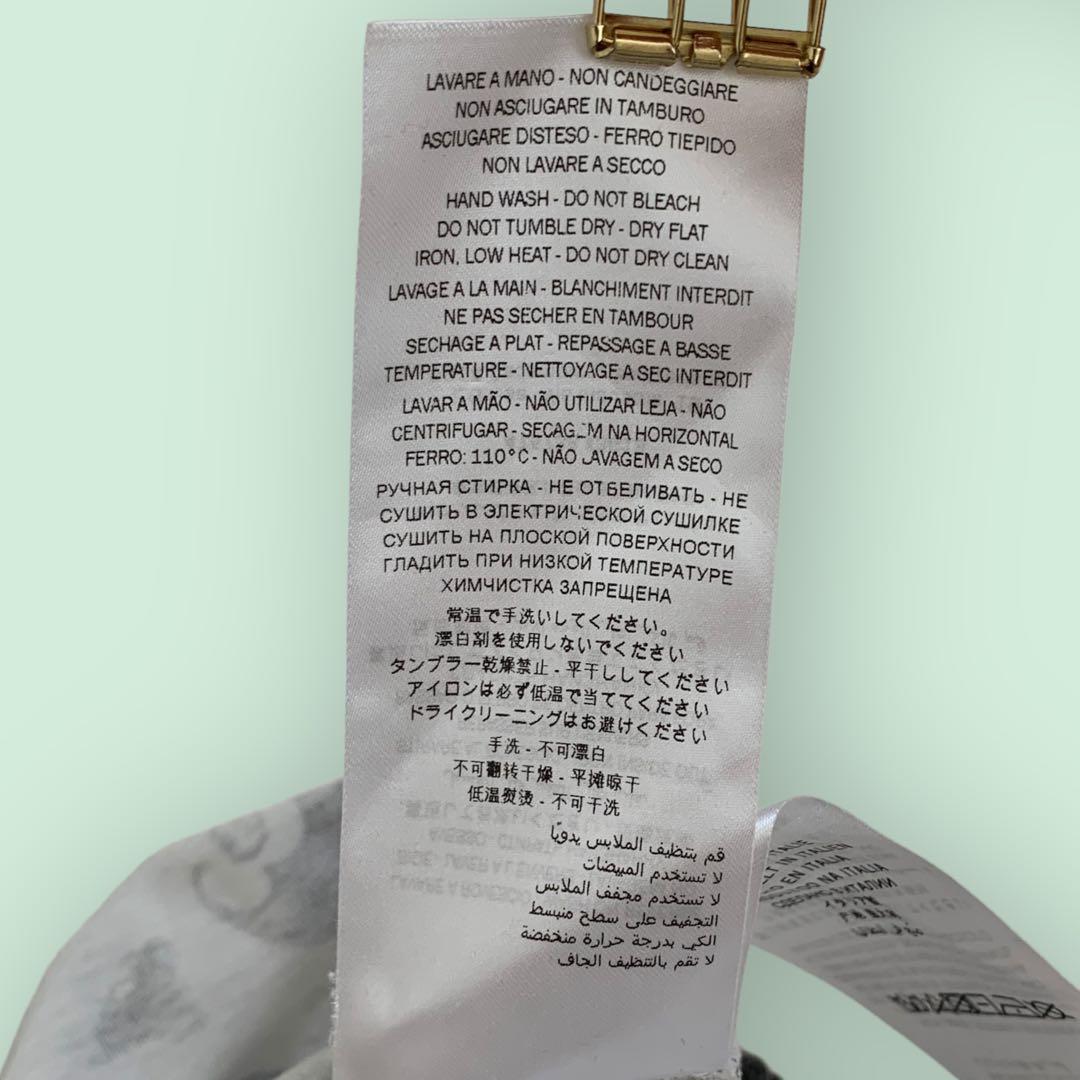 LAVARE A MANO - NON CANDEGGIARE
NON ASCIUGARE IN TAMBURO
ASCIUGARE DISTESO - FERRO TIEPIDO
NON LAVARE A SECCO
HAND WASH - DO NOT BLEACH
DO NOT TUMBLE DRY - DRY FLAT
IRON, LOW HEAT - DO NOT DRY CLEAN
LAVAGE A LA MAIN - BLANCHIMENT INTERDIT
NE PAS SECHER EN TAMBOUR
SECHAGE A PLAT - REPASSAGE A BASSE
TEMPERATURE - NETTOYAGE A SEC INTERDIT
LAVAR A MÃO - NÃO UTILIZAR LEJA - NÃO
CENTRIFUGAR - SECAGEM NA HORIZONTAL
FERRO: 110°C - NÃO LAVAGEM A SECO
РУЧНАЯ СТИРКА - НЕ ОТБЕЛИВАТЬ - НЕ
СУШИТЬ В ЭЛЕКТРИЧЕСКОЙ СУШИЛКЕ
СУШИТЬ НА ПЛОСКОЙ ПОВЕРХНОСТИ
ГЛАДИТЬ ПРИ НИЗКОЙ ТЕМПЕРАТУРЕ
ХИМЧИСТКА ЗАПРЕЩЕНА
常温で手洗いしてください。
漂白剤を使用しないでください
タンブラー乾燥禁止 - 平干ししてください
アイロンは必ず低温で当ててください
ドライクリーニングはお避けください
手洗 - 不可漂白
不可翻转干燥 - 平摊晾干
低温熨烫 - 不可干洗
قم بتنظيف الملابس يدويًا
لا تستخدم المبيضات
لا تستخدم مجفف الملابس
التجفيف على سطح منبسط
الكي بدرجة حرارة منخفضة
لا تقم بالتنظيف الجاف
IN ITALIEN
EN ITALIA
NA ITALIA